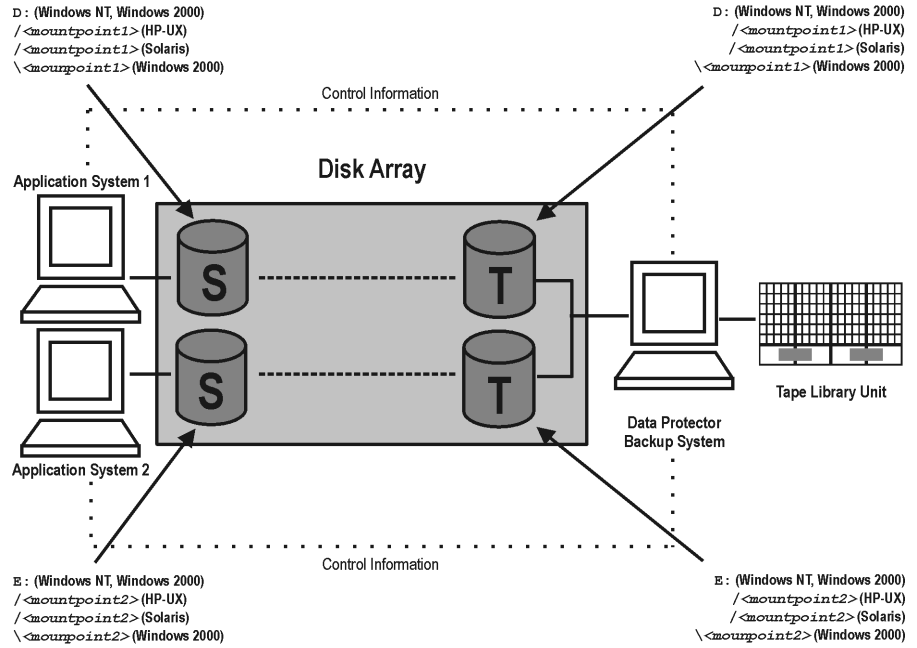 D: (Windows NT, Windows 2000)
/<mountpoint1> (HP-UX)
/<mountpoint1> (Solaris)
\<mounpoint1> (Windows 2000)
D: (Windows NT, Windows 2000)
/<mountpoint1> (HP-UX)
/<mountpoint1> (Solaris)
\<mounpoint1> (Windows 2000)
Control Information
Disk Array
Application System 1
S
T
S
T
Tape Library Unit
Data Protector
Backup System
Application System 2
Control Information
E: (Windows NT, Windows 2000)
/<mountpoint2> (HP-UX)
/<mountpoint2> (Solaris)
\<mounpoint2> (Windows 2000)
E: (Windows NT, Windows 2000)
/<mountpoint2> (HP-UX)
/<mountpoint2> (Solaris)
\<mounpoint2> (Windows 2000)